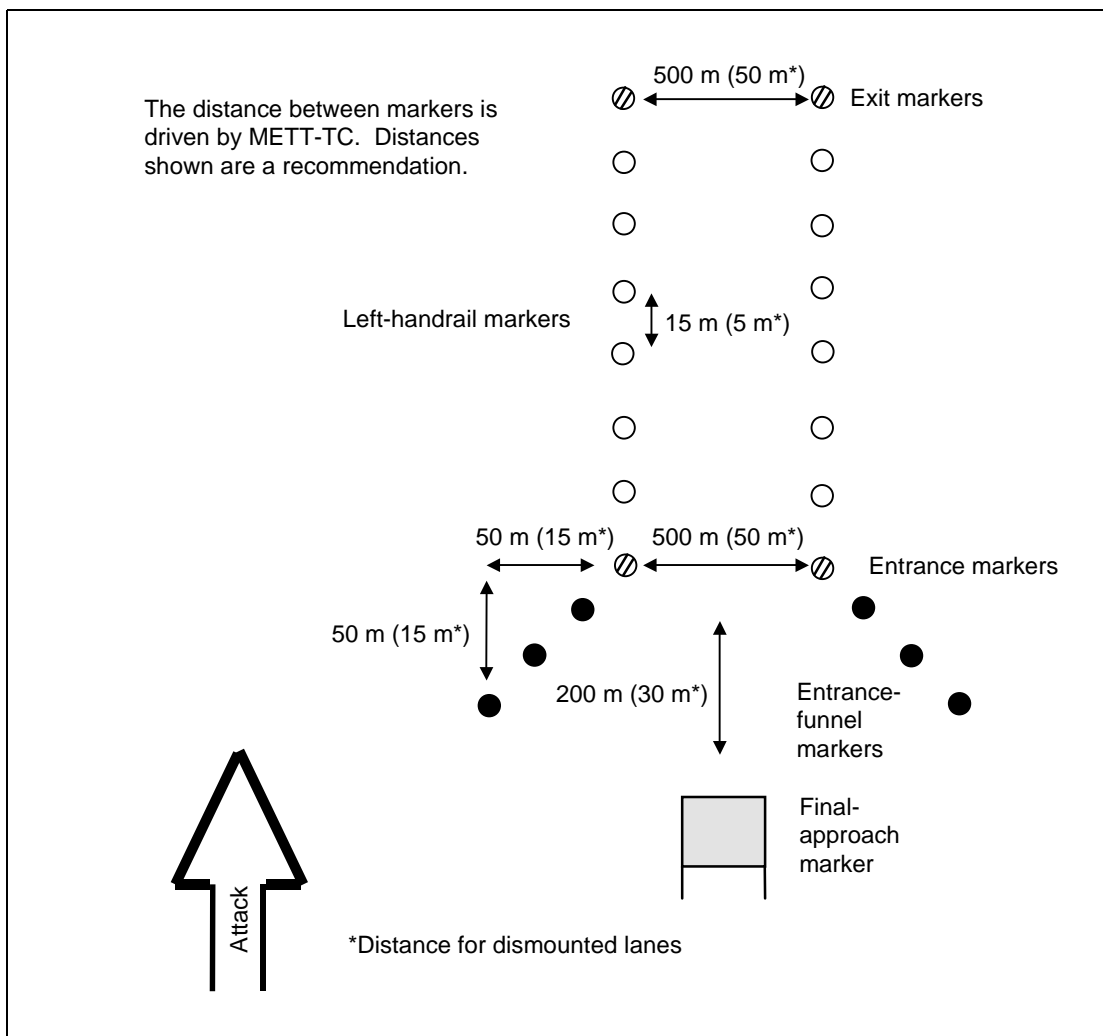 500 m (50 m*)
Exit markers
The distance between markers is
driven by METT-TC.  Distances
shown are a recommendation.
Left-handrail markers
15 m (5 m*)
50 m (15 m*)
500 m (50 m*)
Entrance markers
50 m (15 m*)
200 m (30 m*)
Entrance-
funnel
markers
Final-
approach
marker
Attack
*Distance for dismounted lanes